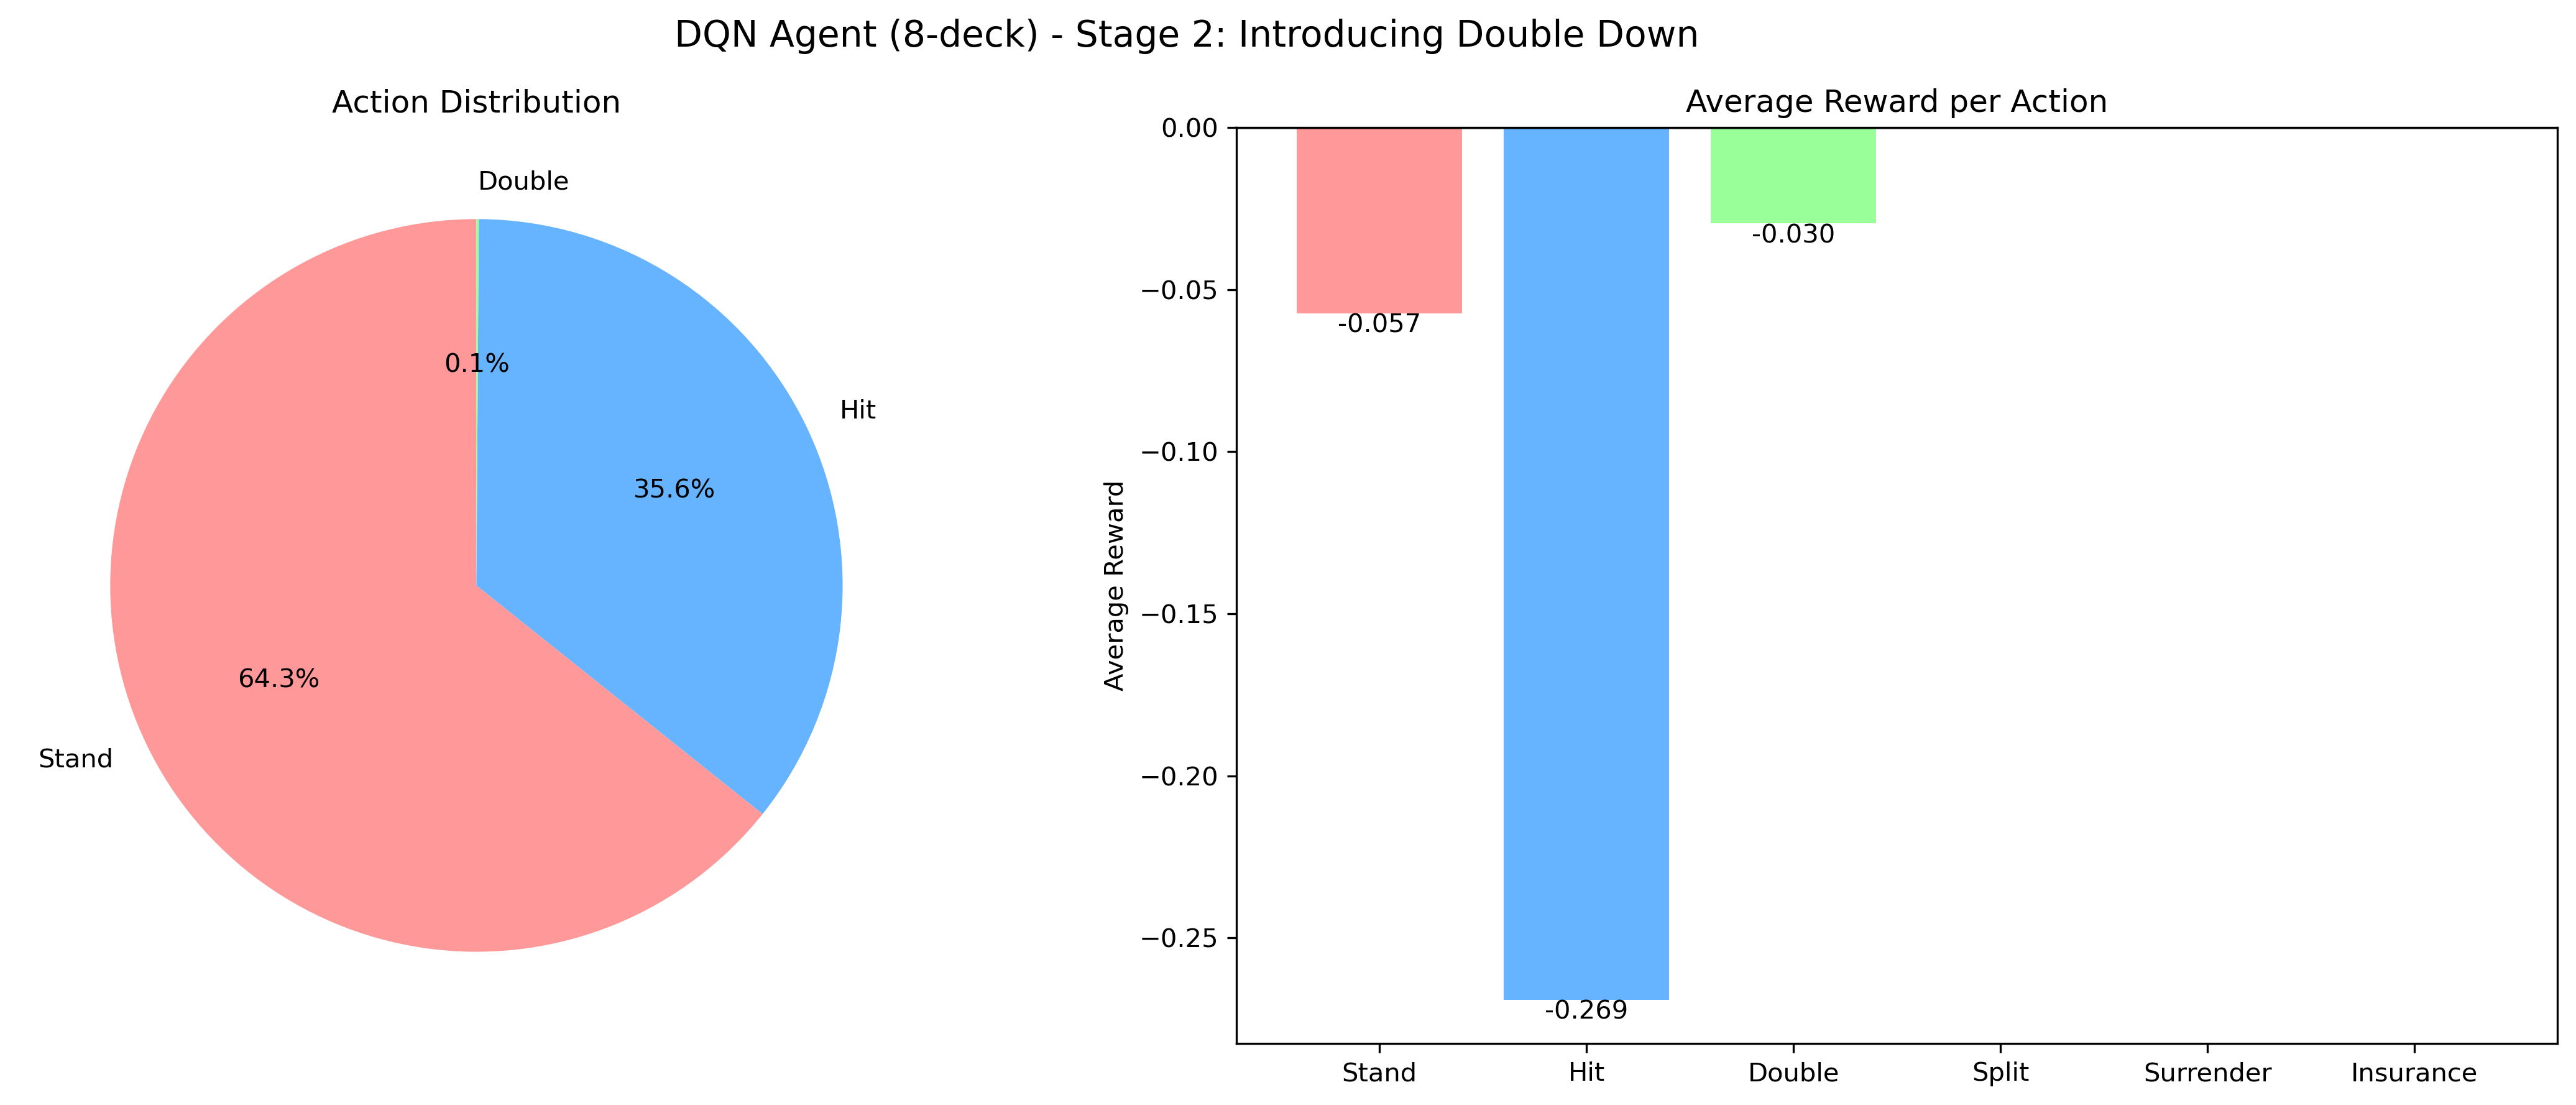 DQN Agent (8-deck) - Stage 2: Introducing Double Down
Action Distribution
Double
0.1%
Hit
35.6%
64.3%
Stand
Average Reward per Action
Average Reward
0.00
−0.05
−0.10
−0.15
−0.20
−0.25
-0.057
-0.269
-0.030
Stand
Hit
Double
Split
Surrender
Insurance